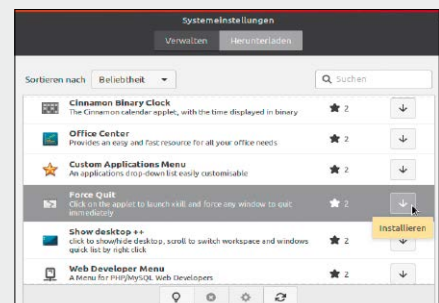 Systemeinstellungen
Verwalten Herunterladen
Sortieren nach Beliebtheit Suchen
Cinnamon Binary Clock
The Cinnamon calendar applet, with the time displayed in binary
2
Office Center
Provides an easy and fast resource for all your office needs
2
Custom Applications Menu
An applications drop-down list easily customisable
2
Force Quit
Click on the applet to launch xkill and force any window to quit
immediately
2
Installieren
Show desktop ++
click to show/hide desktop, scroll to switch workspace and windows
quick list by right click
2
Web Developer Menu
A Menu for PHP/MySQL Web Developers
2